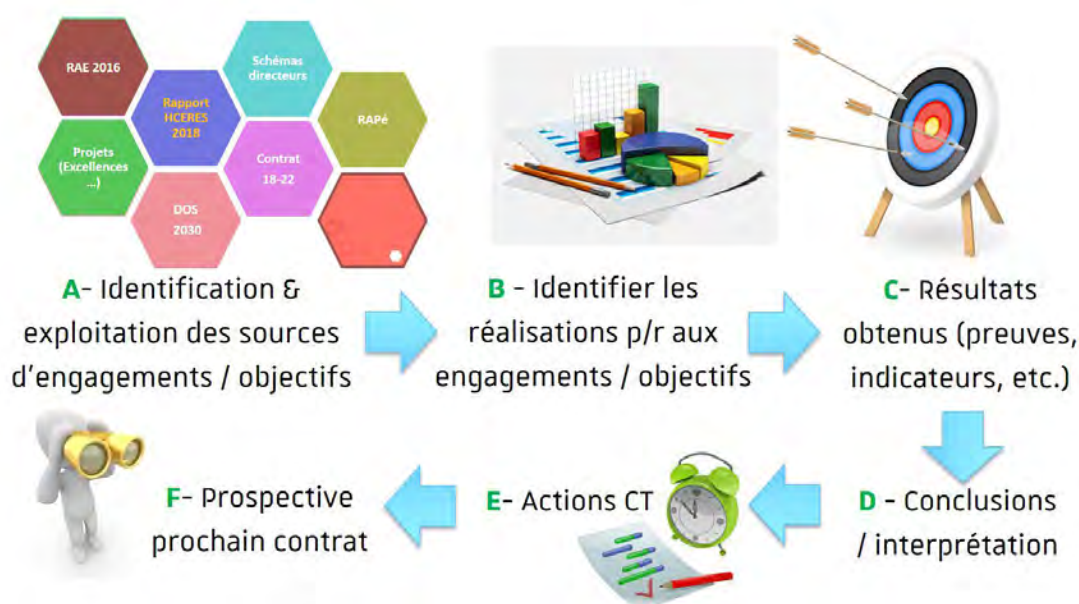 RAE 2016
Schémas
directeurs
Rapport
HCERES
2018
RAPé
Projets
(Excellences
...)
Contrat
18-22
DOS
2030
A- Identification &
exploitation des sources
d'engagements / objectifs
B - Identifier les
réalisations p/r aux
engagements / objectifs
C- Résultats
obtenus (preuves,
indicateurs, etc.)
D - Conclusions
/ interprétation
E- Actions CT
F- Prospective
prochain contrat